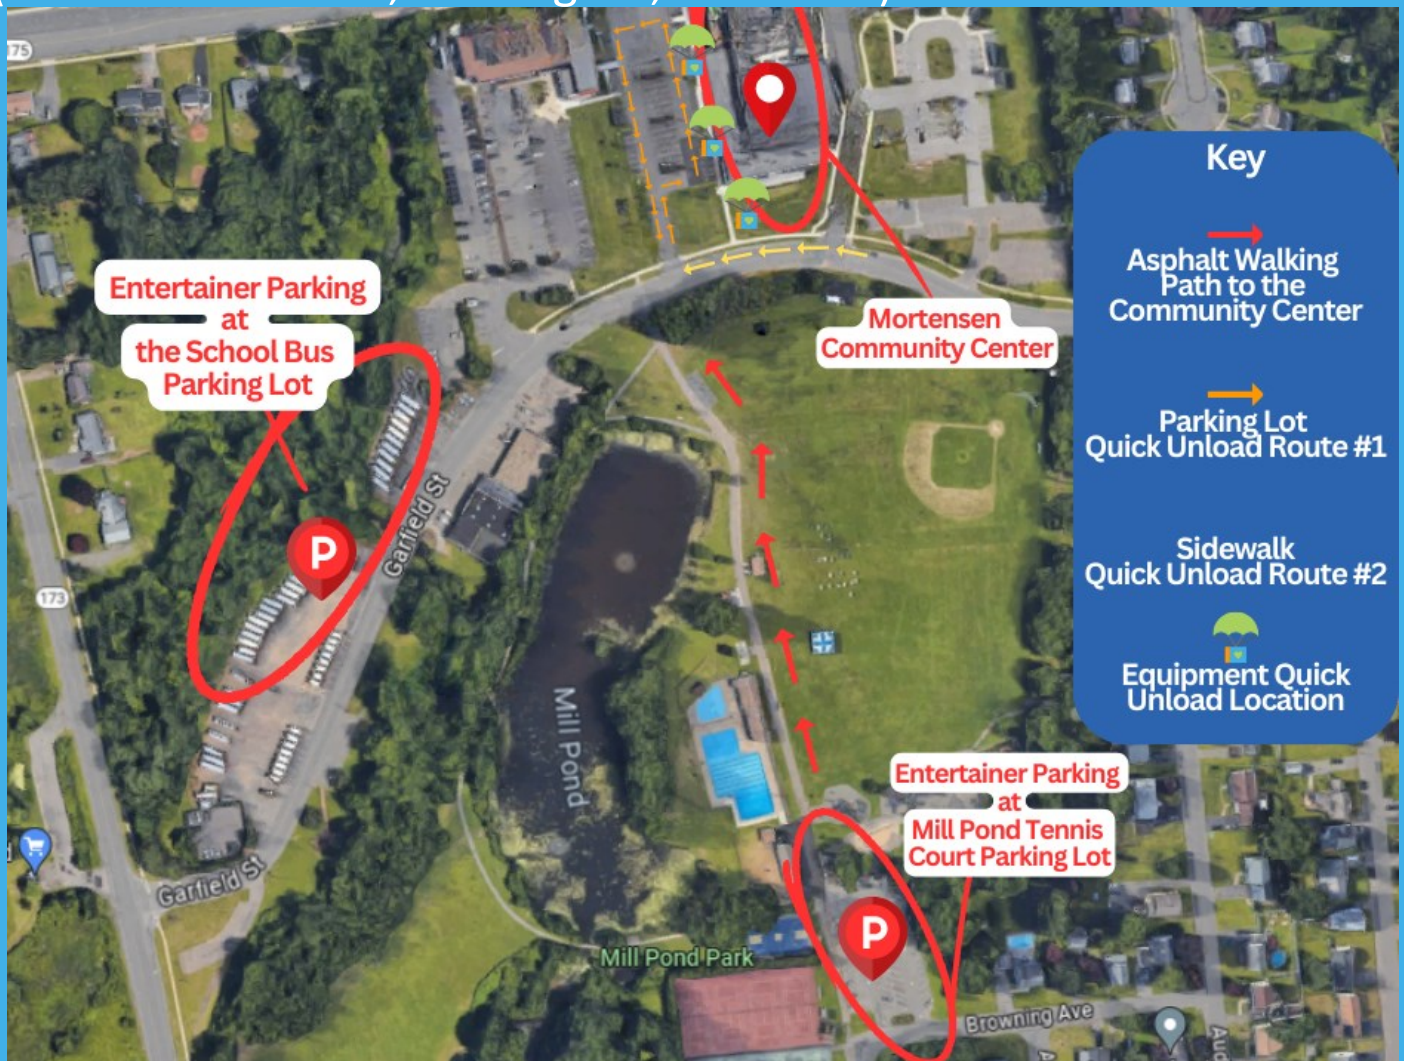 175
Key
Asphalt Walking
Path to the
Community Center
Parking Lot
Quick Unload Route #1
Sidewalk
Quick Unload Route #2
Equipment Quick
Unload Location
Entertainer Parking
at
the School Bus
Parking Lot
Mortensen
Community Center
P
Garfield St
173
Mill Pond
Entertainer Parking
at
Mill Pond Tennis
Court Parking Lot
Garfield St
P
Mill Pond Park
Browning Ave